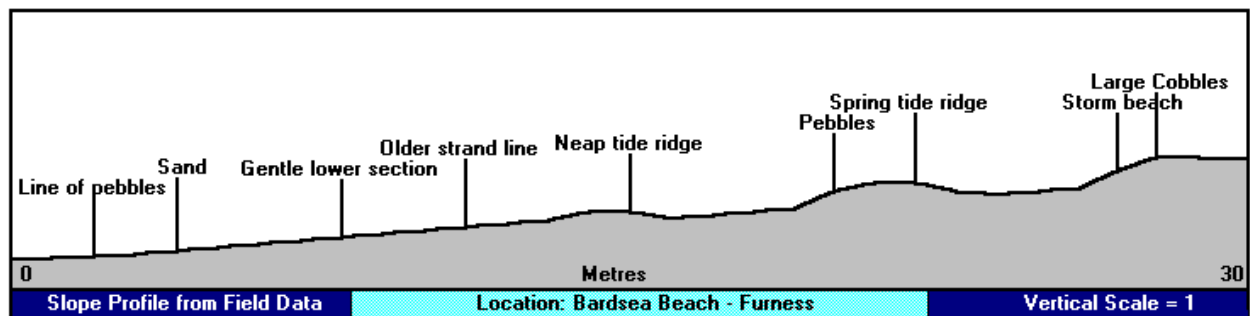 Large Cobbles
Spring tide ridge
Storm beach
Pebbles
Older strand line
Neap tide ridge
Sand
Gentle lower section
Line of pebbles
0
Metres
30
Slope Profile from Field Data
Location: Bardsea Beach - Furness
Vertical Scale = 1